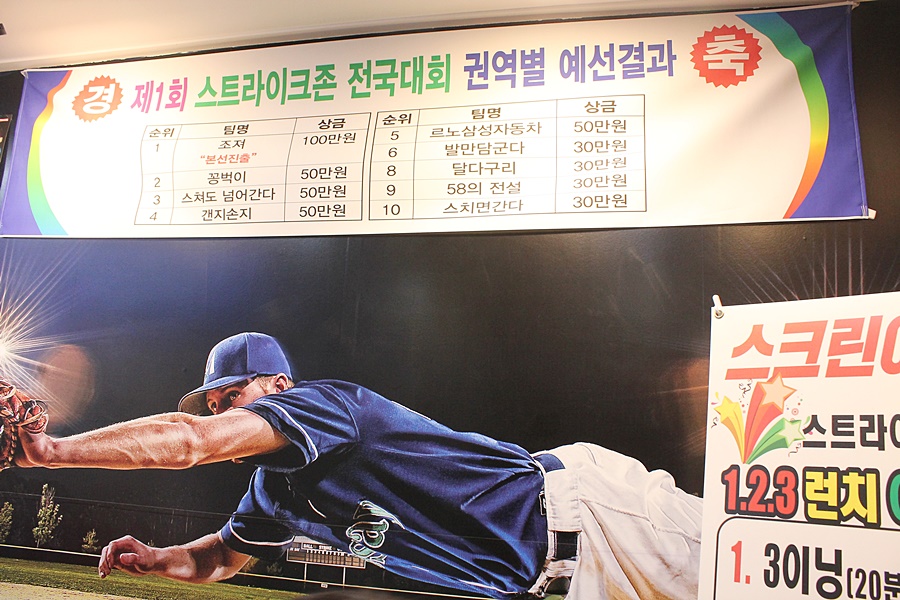 경 제1회 스트라이크존 전국대회 권역별 예선결과 축
순위 팀명 상금
1 조져 100만원
"본선진출"
2 꽁벅이 50만원
3 스쳐도 넘어간다 50만원
4 갠지손지 50만원
순위 팀명 상금
5 르노삼성자동차 50만원
6 발만담군다 30만원
8 달다구리 30만원
9 58의 전설 30만원
10 스치면간다 30만원
스크린
스트라이
1.2.3 런치
1. 3이닝(20분